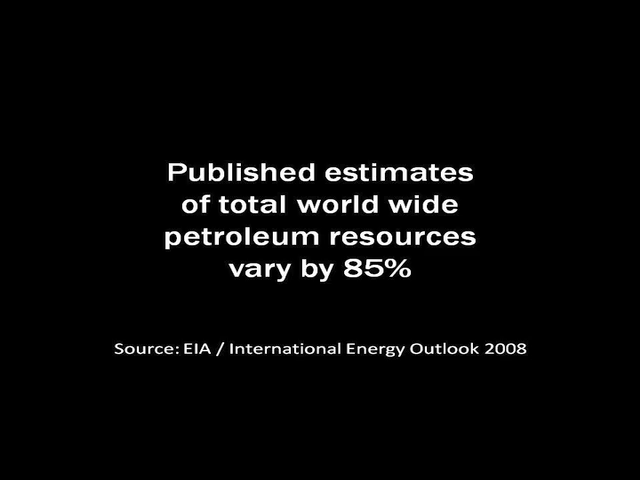 Published estimates
of total world wide
petroleum resources
vary by 85%
Source: EIA / International Energy Outlook 2008